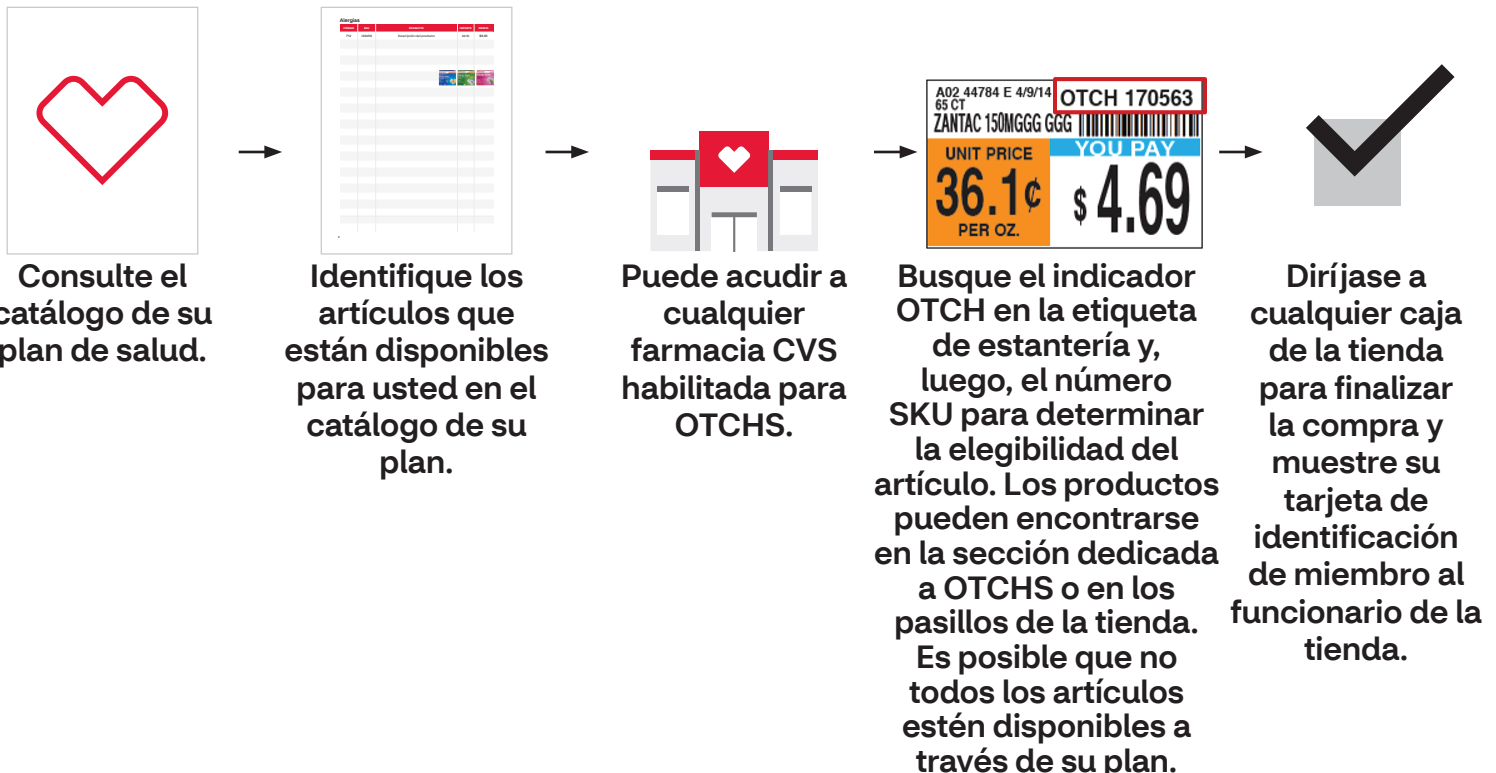 Consulte el
catálogo de su
plan de salud.
Alergias
Identifique los
artículos que
están disponibles
para usted en el
catálogo de su
plan.
Puede acudir a
cualquier
farmacia CVS
habilitada para
OTCHS.
A02 44784 E 4/9/14
65 CT
OTCH 170563
ZANTAC 150MGGG GGG
UNIT PRICE
36.1¢
PER OZ.
YOU PAY
$ 4.69
Busque el indicador
OTCH en la etiqueta
de estantería y,
luego, el número
SKU para determinar
la elegibilidad del
artículo. Los productos
pueden encontrarse
en la sección dedicada
a OTCHS o en los
pasillos de la tienda.
Es posible que no
todos los artículos
estén disponibles a
través de su plan.
Diríjase a
cualquier caja
de la tienda
para finalizar
la compra y
muestre su
tarjeta de
identificación
de miembro al
funcionario de la
tienda.